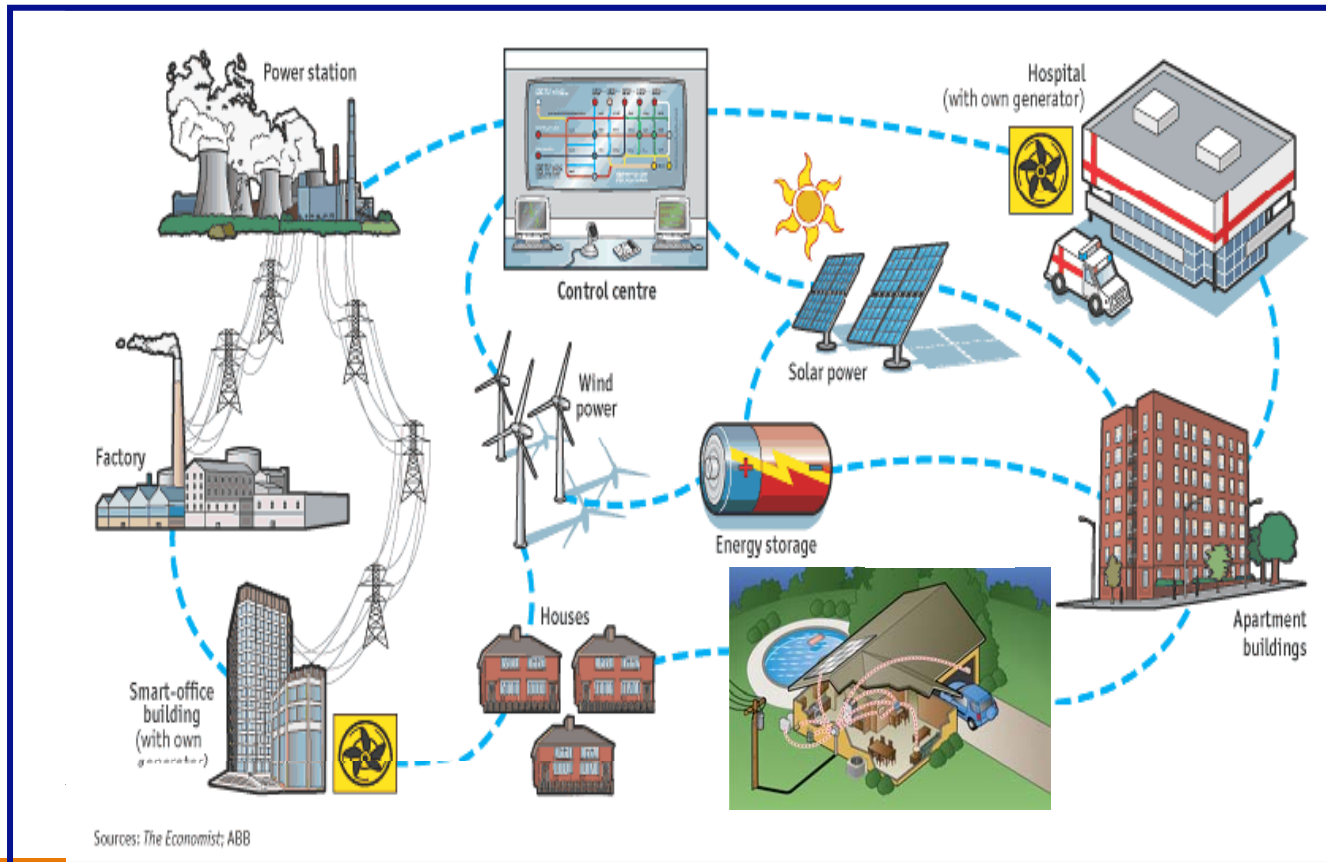 Power station
Hospital
(with own generator)
Control centre
Solar power
Wind
power
Factory
Energy storage
Houses
Apartment
buildings
Smart-office
building
(with own
generator)
Sources: The Economist; ABB